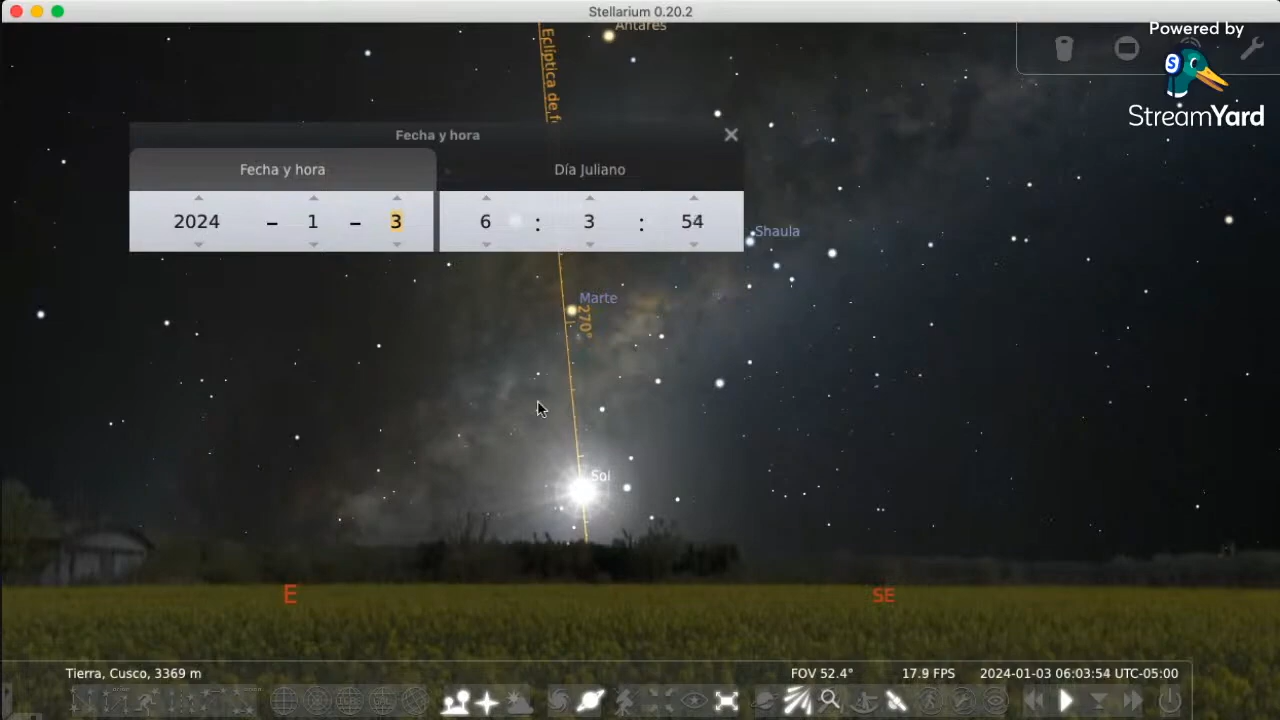 Stellarium 0.20.2
Antares
Powered by
StreamYard
Eclíptica de f
Fecha y hora
Fecha y hora
Día Juliano
2024 - 1 - 3
6 : 3 : 54
Shaula
Marte
270°
Sol
E
SE
Tierra, Cusco, 3369 m
FOV 52.4°
17.9 FPS
2024-01-03 06:03:54 UTC-05:00